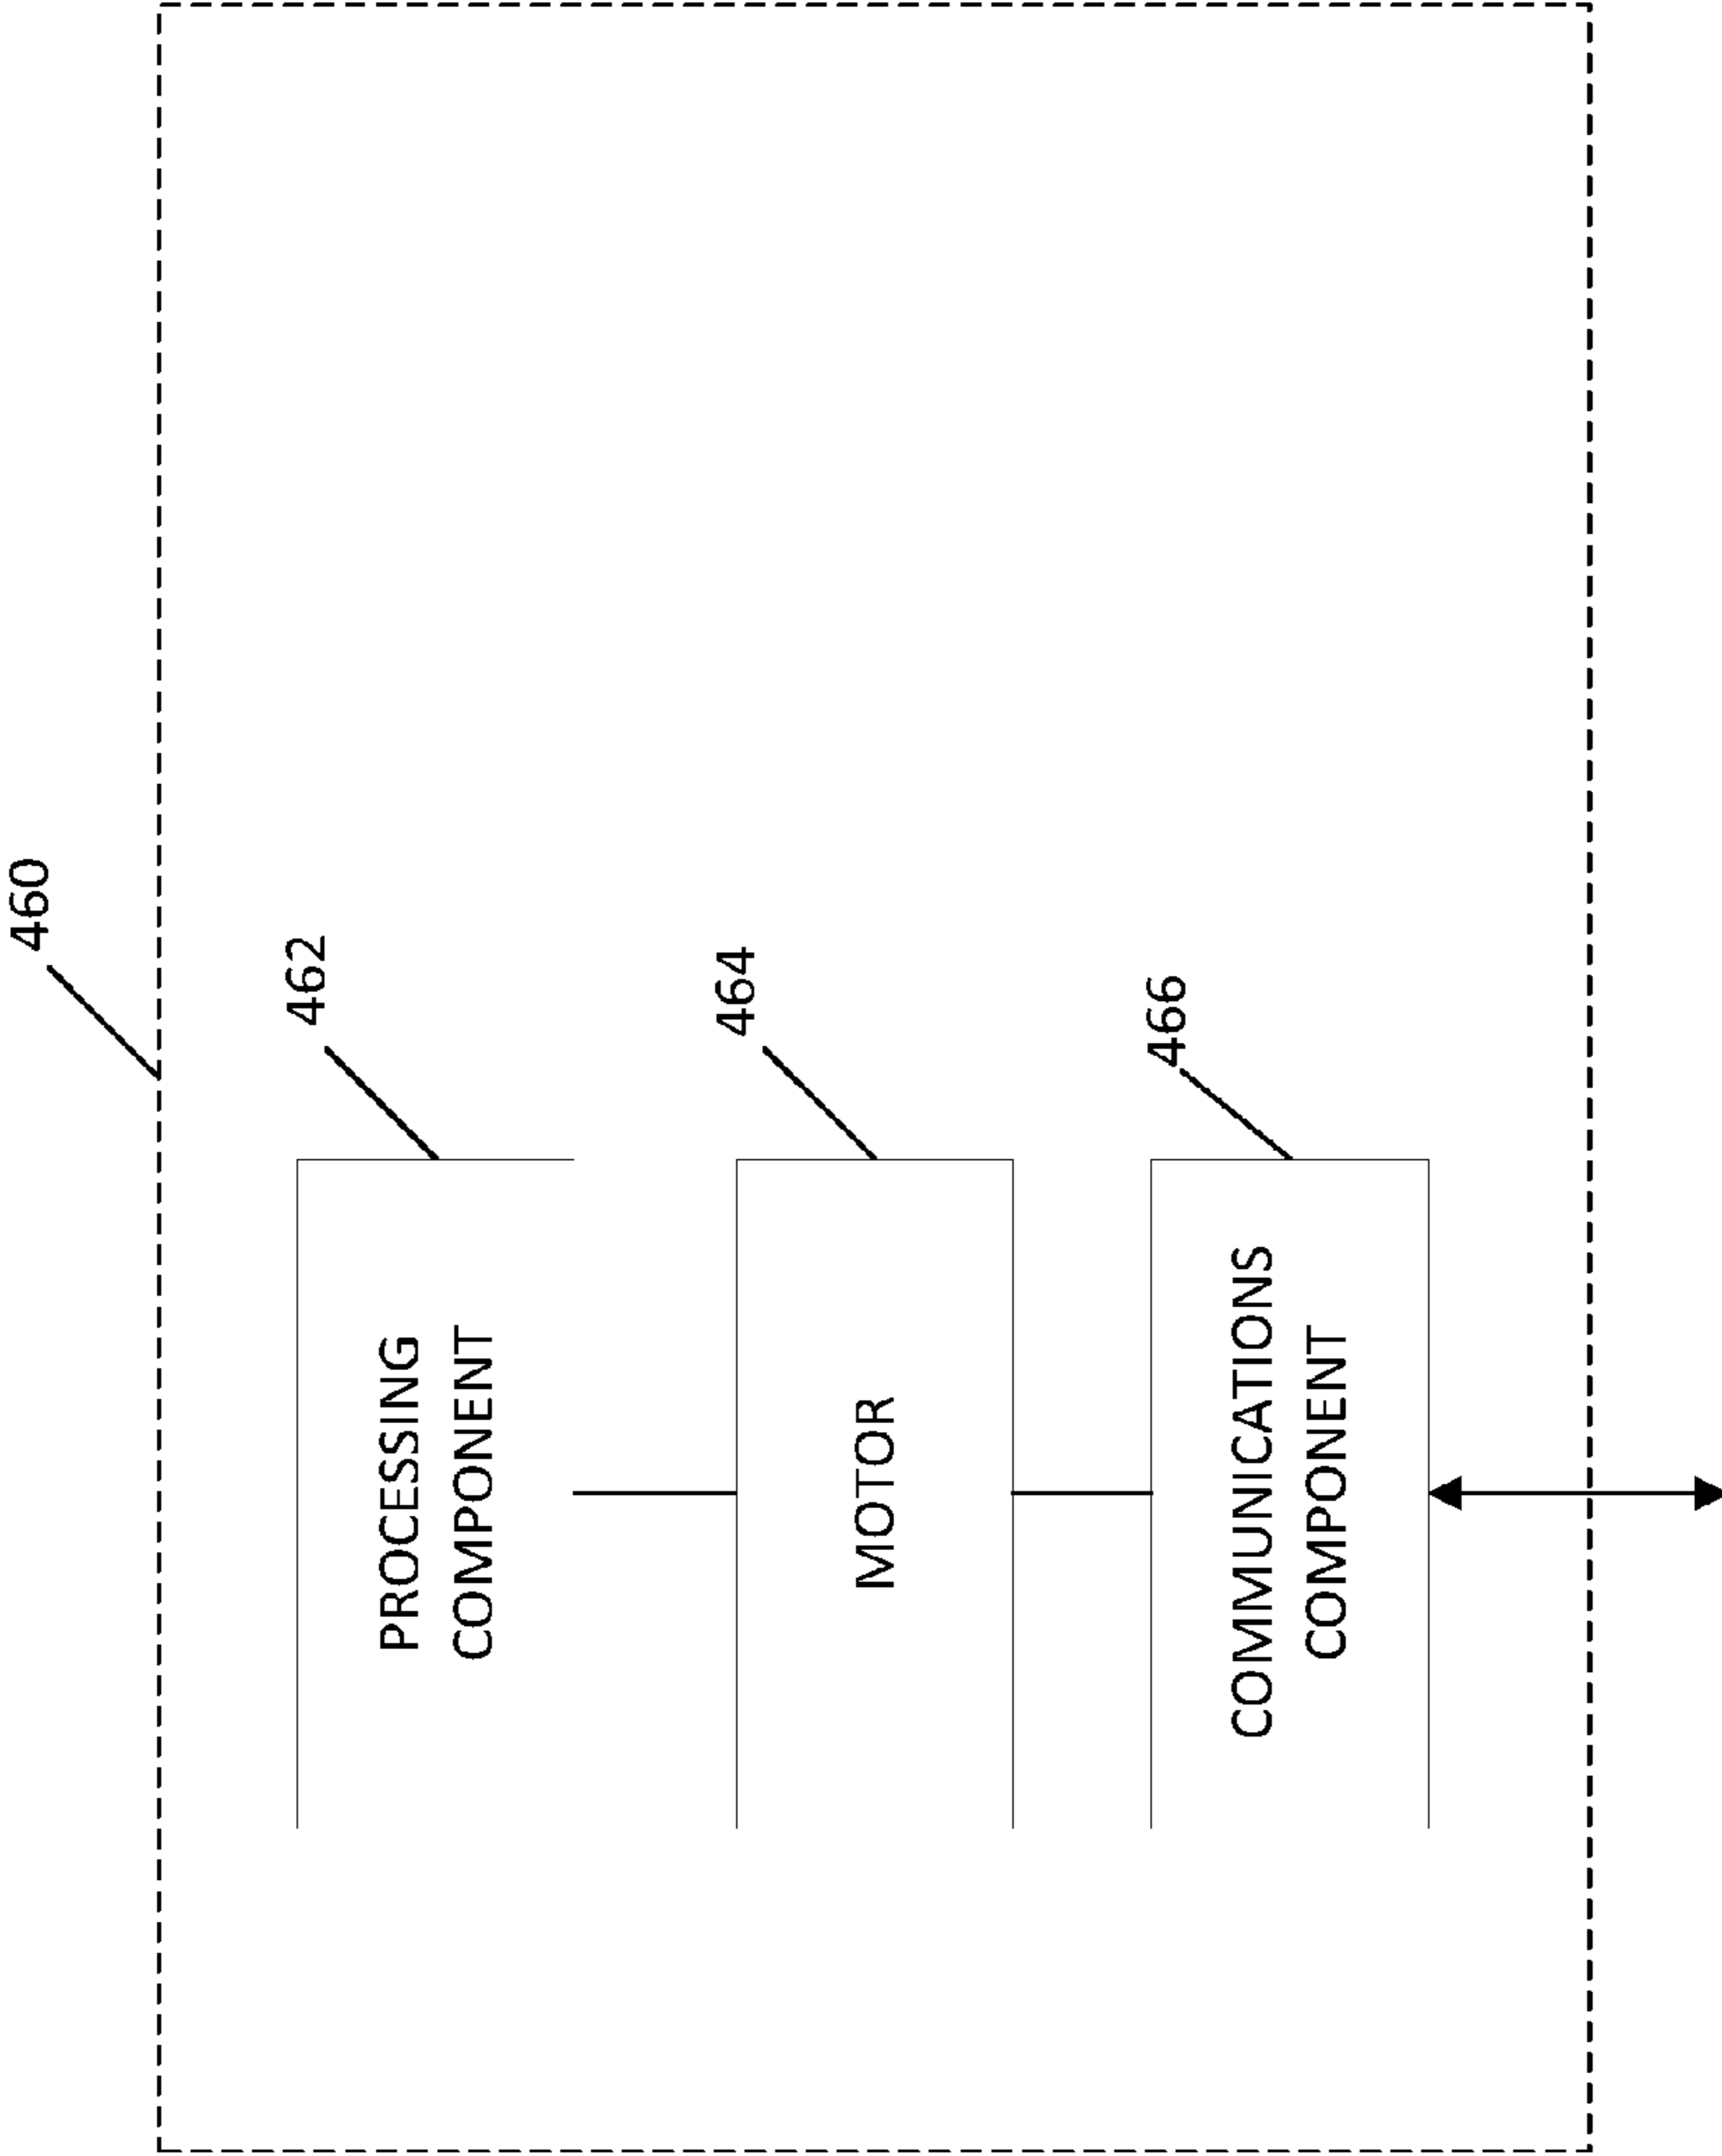 460
462
PROCESSING
COMPONENT
464
MOTOR
466
COMMUNICATIONS
COMPONENT